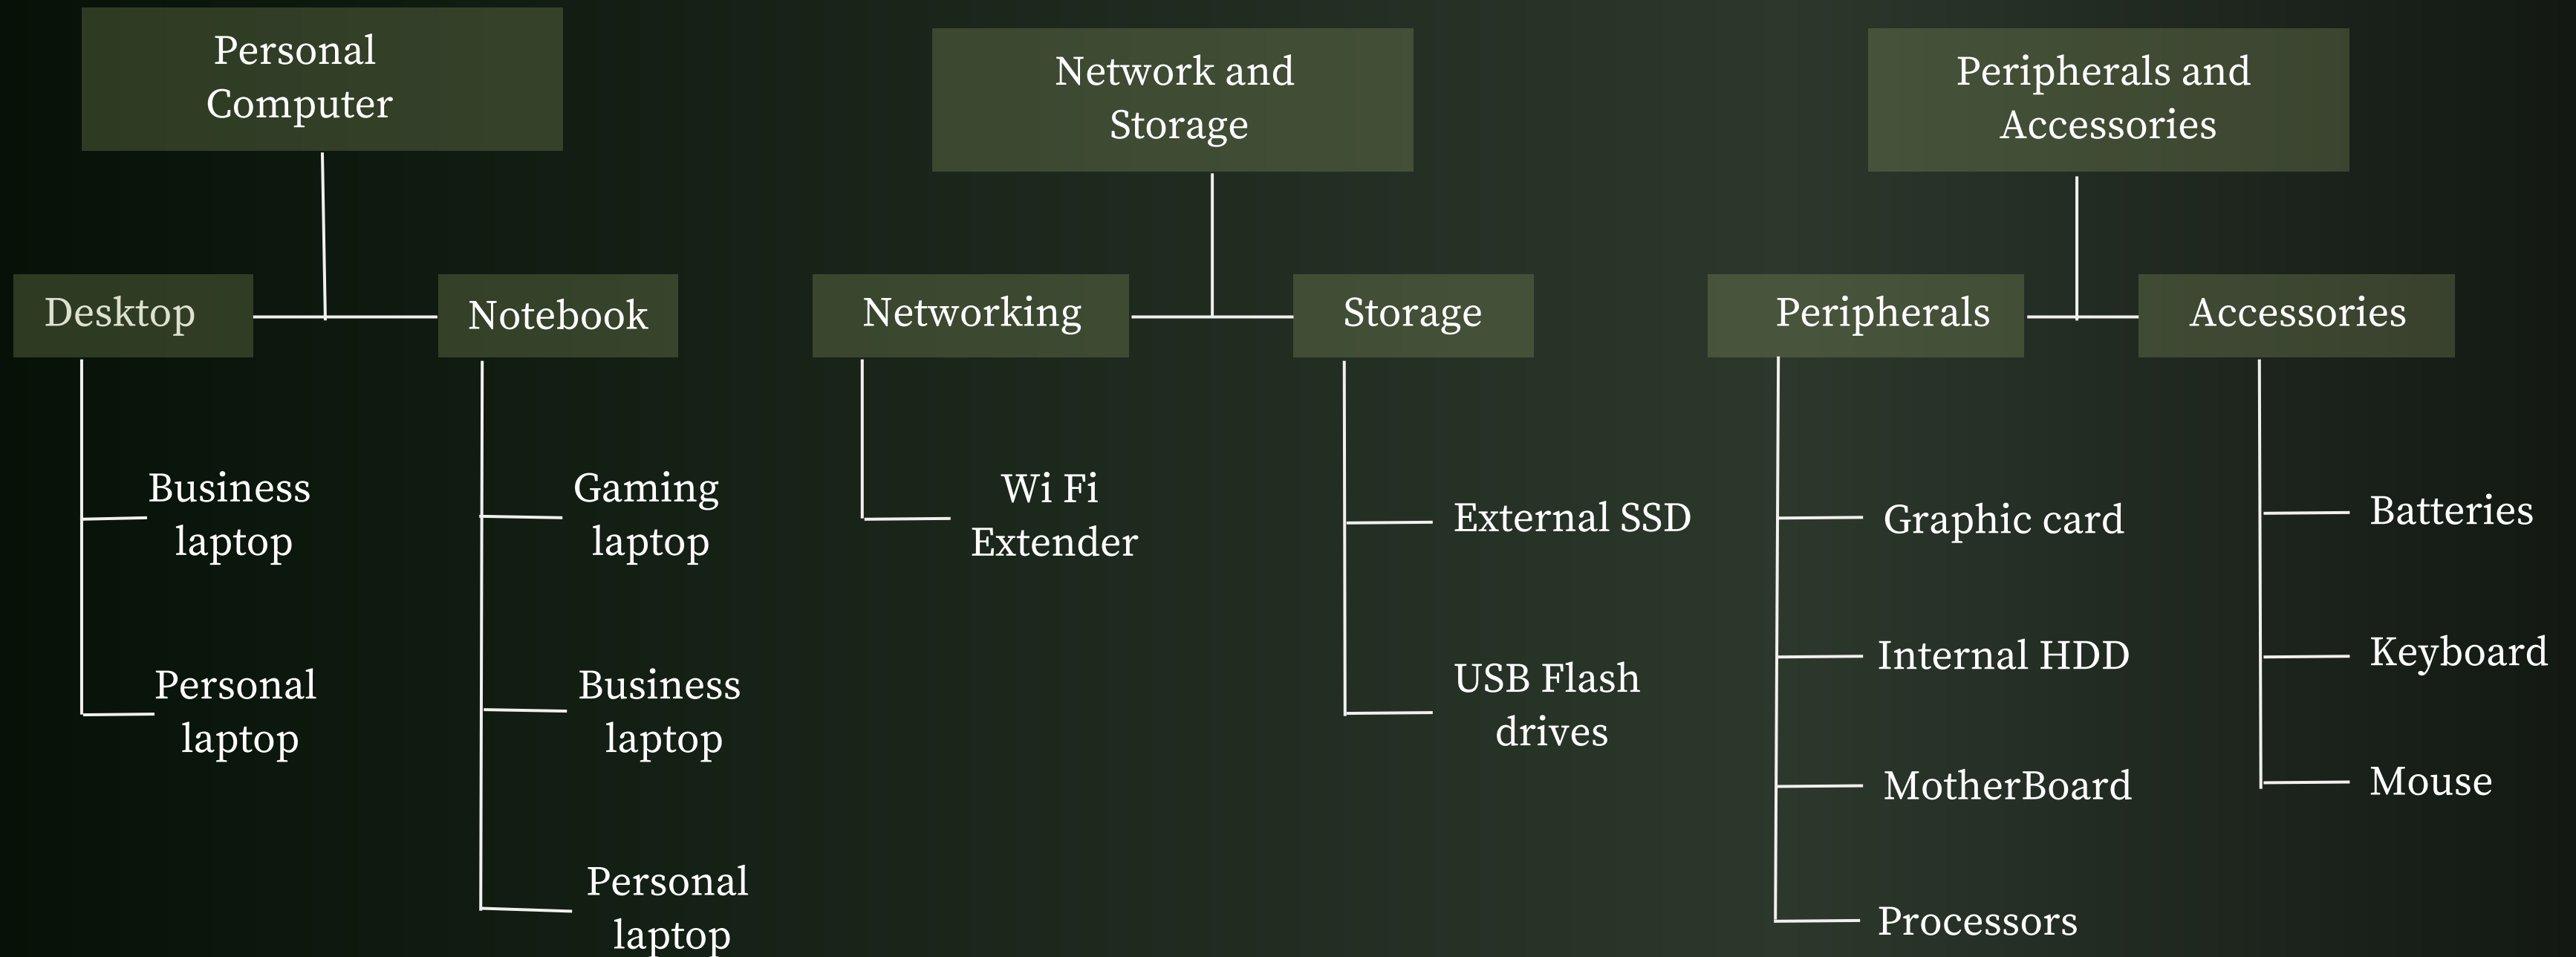 Personal
Computer
Network and
Storage
Peripherals and
Accessories
Desktop
Notebook
Networking
Storage
Peripherals
Accessories
Business
laptop
Personal
laptop
Gaming
laptop
Business
laptop
Personal
laptop
Wi Fi
Extender
External SSD
USB Flash
drives
Graphic card
Internal HDD
MotherBoard
Processors
Batteries
Keyboard
Mouse